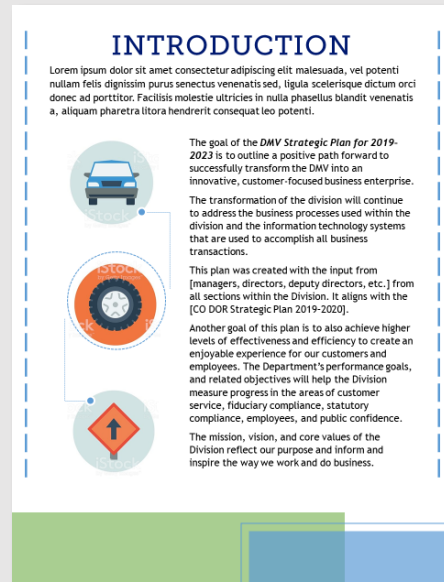 INTRODUCTION
Lorem ipsum dolor sit amet consectetur adipiscing elit malesuada, vel potenti
nullam felis dignissim purus senectus venenatis sed, ligula scelerisque dictum orci
donec ad porttitor. Facilisis molestie ultricies in nulla phasellus blandit venenatis
a, aliquam pharetra litora hendrerit consequat leo potenti.
The goal of the DMV Strategic Plan for 2019-
2023 is to outline a positive path forward to
successfully transform the DMV into an
innovative, customer-focused business enterprise.
The transformation of the division will continue
to address the business processes used within the
division and the information technology systems
that are used to accomplish all business
transactions.
This plan was created with the input from
[managers, directors, deputy directors, etc.] from
all sections within the Division. It aligns with the
[CO DOR Strategic Plan 2019-2020].
Another goal of this plan is to also achieve higher
levels of effectiveness and efficiency to create an
enjoyable experience for our customers and
employees. The Department's performance goals,
and related objectives will help the Division
measure progress in the areas of customer
service, fiduciary compliance, statutory
compliance, employees, and public confidence.
The mission, vision, and core values of the
Division reflect our purpose and inform and
inspire the way we work and do business.
iStock
iStock
iStock